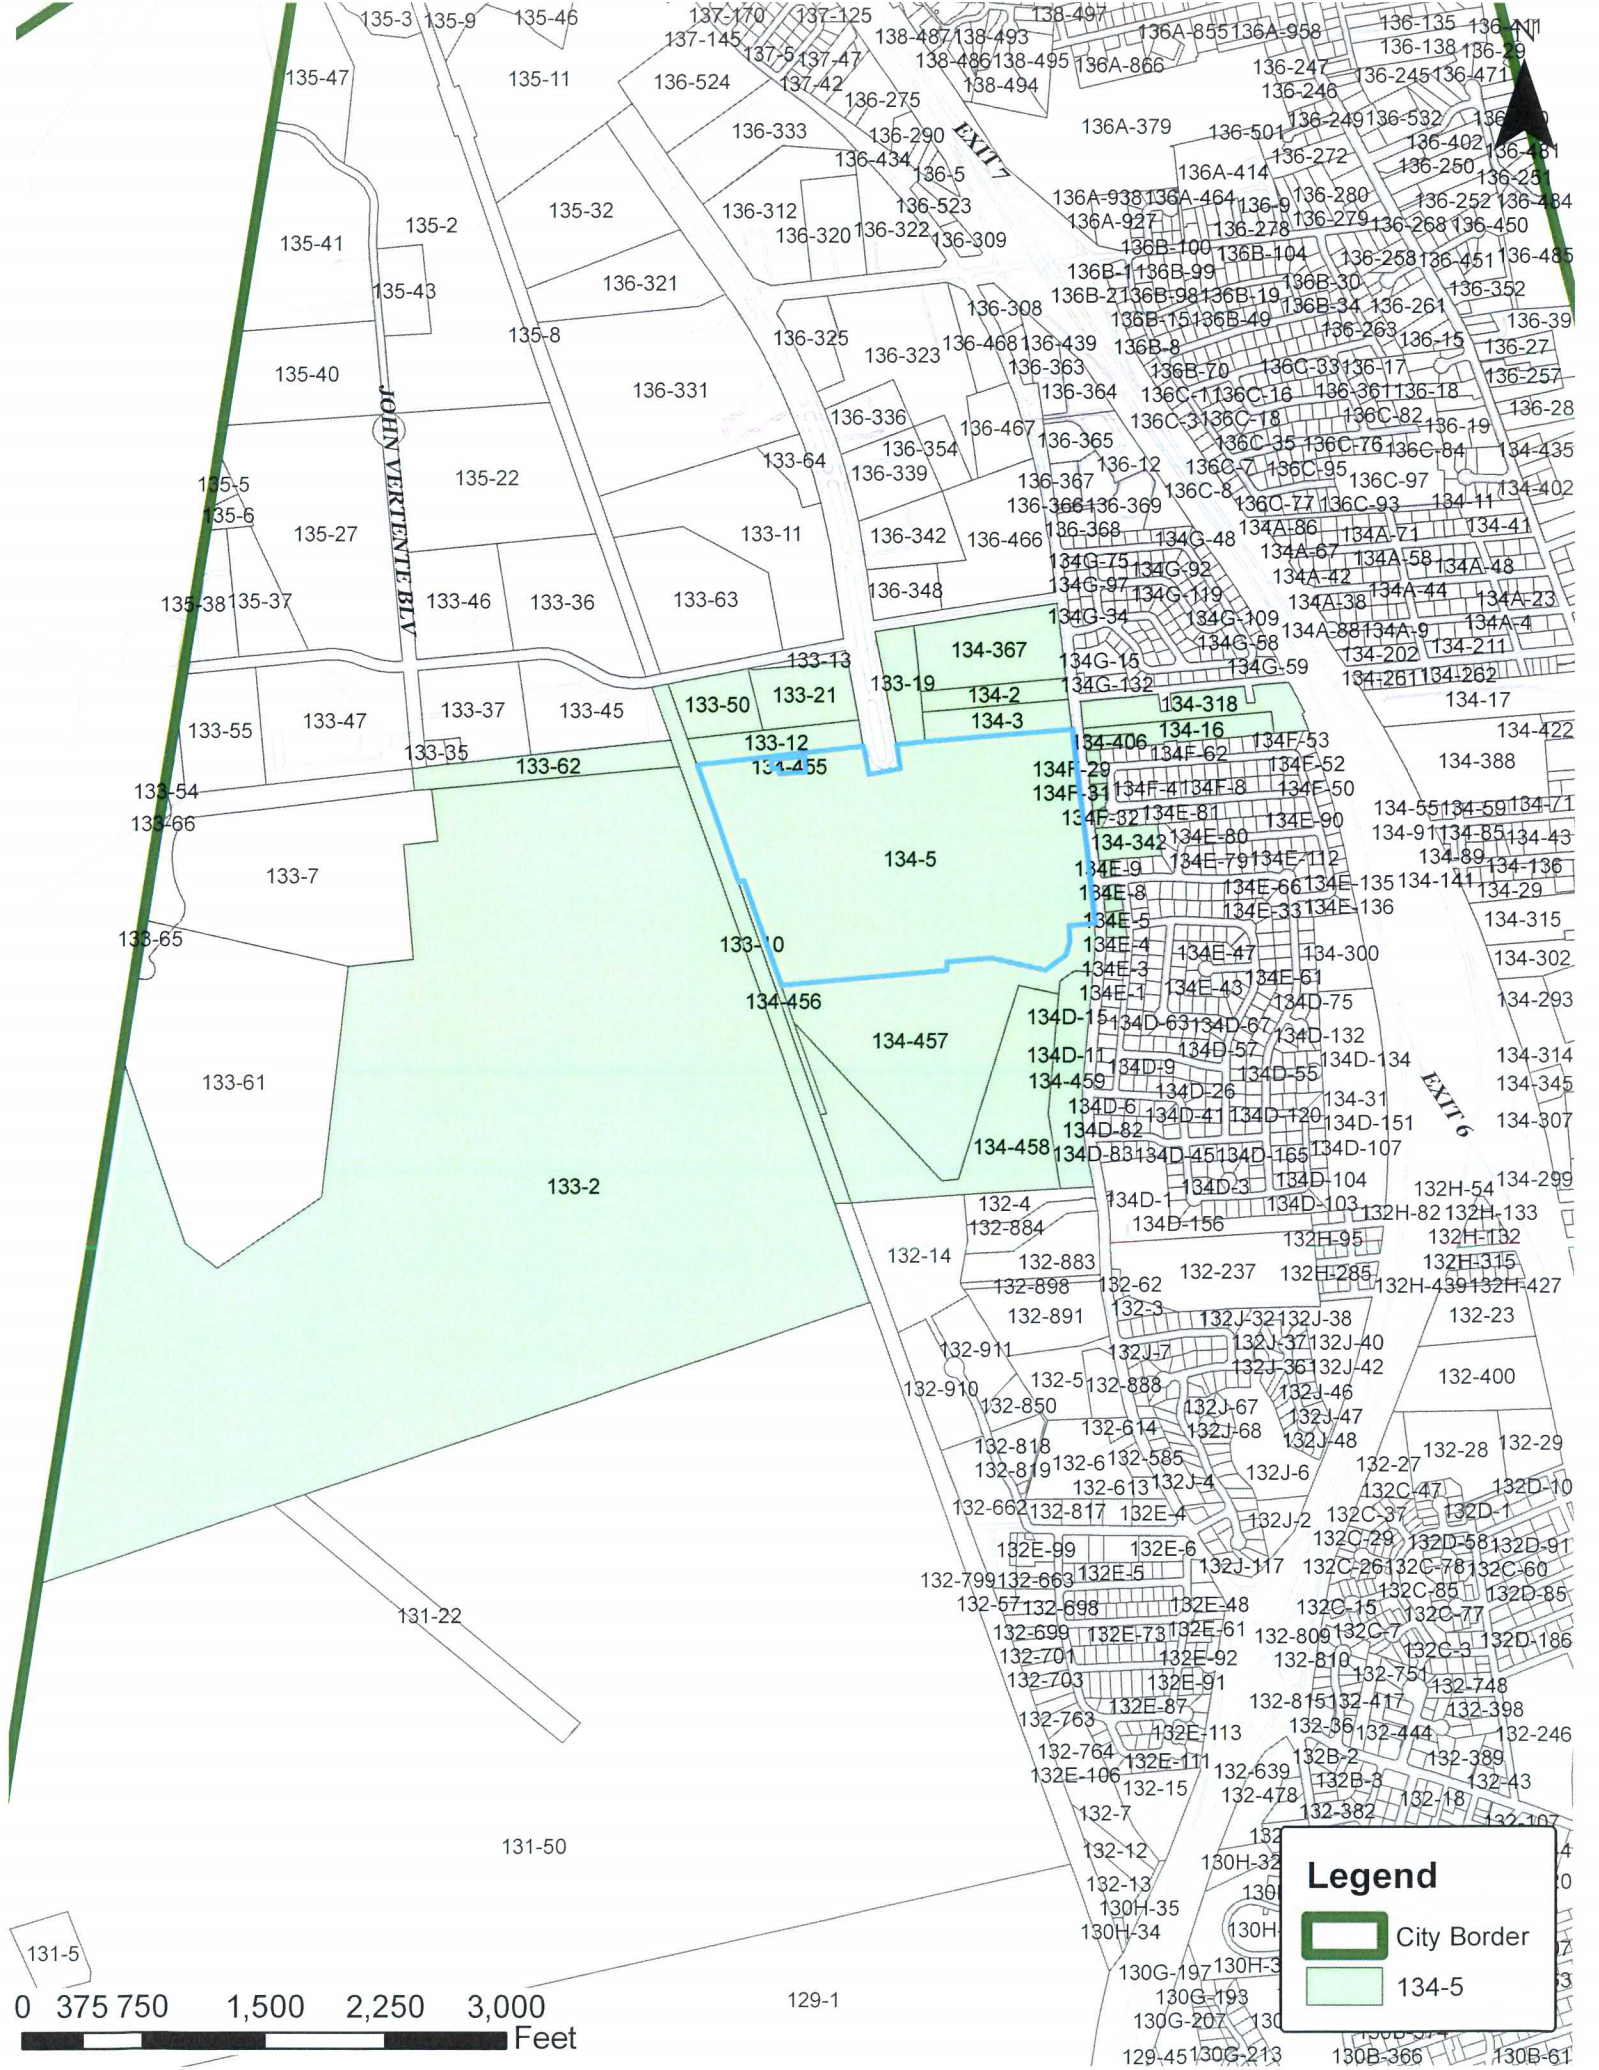 135-3
135-9
135-46
137-170
137-125
138-497
136-135
137-145
138-487
138-493
136A-855
136A-958
136-138
136-29
N
135-47
135-11
136-524
137-5
137-47
137-42
138-486
138-495
138-494
136A-866
136-247
136-245
136-471
136-246
136-275
136-333
136-290
136-434
136-5
EXIT 7
136A-379
136-501
136-249
136-532
136-402
136-481
136-272
136-250
136-251
136A-414
135-41
135-2
135-32
136-312
136-320
136-322
136-523
136-309
136A-938
136A-464
136-9
136-280
136-252
136-484
136A-927
136-278
136-279
136-268
136-450
136B-100
136B-104
136-258
136-451
136-485
135-43
136-321
136B-1
136B-99
136B-30
136-352
136B-2
136B-98
136B-19
136B-34
136-261
136-308
136B-15
136B-49
136-263
136-39
135-8
136-325
136-323
136-468
136-439
136B-8
136-15
136-27
135-40
136-331
136-363
136B-70
136C-33
136-17
136-257
136-364
136C-1
136C-16
136-361
136-18
JOHN VERTENTE BLV
136-336
136-467
136C-3
136C-18
136C-82
136-19
136-28
136-354
136-365
136C-35
136C-76
136C-84
134-435
133-64
136-339
136-12
136C-7
136C-95
135-5
135-22
136-367
136C-8
136C-97
134-402
135-6
136-366
136-369
136C-77
136C-93
134-11
135-27
133-11
136-342
136-466
136-368
134G-48
134A-86
134A-71
134-41
134G-75
134G-92
134A-67
134A-58
134A-48
135-38
135-37
133-46
133-36
133-63
136-348
134G-97
134G-119
134A-42
134A-44
134A-38
134A-23
134G-34
134G-109
134A-88
134A-9
134A-4
134G-58
134-202
134-211
133-13
134-367
134G-15
134G-59
134-261
134-262
133-19
134G-132
134-17
133-50
133-21
134-2
134-318
133-55
133-47
133-37
133-45
134-3
134-16
134-422
133-35
133-12
134-406
134F-62
134F-53
133-62
134-455
134F-29
134F-52
134-388
133-54
134F-31
134F-4
134F-8
134F-50
133-66
134F-32
134E-81
134E-90
134-55
134-59
134-71
134-342
134E-80
134-91
134-85
134-43
133-7
134-5
134E-9
134E-79
134E-112
134-89
134-136
134E-8
134E-66
134E-135
134-141
134-29
133-65
133-10
134E-5
134E-33
134E-136
134-315
134E-4
134E-47
134-300
134-302
134E-3
134E-61
134-456
134E-1
134E-43
134D-75
134-293
134-457
134D-15
134D-63
134D-67
134D-132
133-61
134D-11
134D-9
134D-57
134D-134
134-314
134-459
134D-55
134-345
134D-6
134D-26
134-31
EXIT 6
134D-82
134D-41
134D-120
134D-151
134-307
134-458
134D-83
134D-45
134D-165
134D-107
133-2
134D-3
134D-104
132H-54
134-299
132-4
134D-1
134D-103
132H-82
132H-133
132-884
134D-156
132H-95
132H-132
132-14
132-883
132-237
132H-285
132H-315
132-898
132-62
132H-439
132H-427
132-891
132-3
132J-32
132J-38
132-23
132-911
132J-7
132J-37
132J-40
132J-36
132J-42
132-910
132-5
132-888
132J-46
132-400
132-850
132J-67
132J-47
132-614
132J-68
132J-48
132-818
132-6
132-585
132J-6
132-27
132-28
132-29
132-819
132-613
132J-4
132C-47
132D-10
132-662
132-817
132E-4
132J-2
132C-37
132D-1
132E-99
132E-6
132C-29
132D-58
132D-91
132-799
132-663
132E-5
132J-117
132C-26
132C-78
132C-60
131-22
132-57
132-698
132E-48
132C-15
132C-85
132D-85
132C-77
132-699
132E-73
132E-61
132-809
132C-7
132C-3
132D-186
132-701
132E-92
132-810
132-751
132-703
132E-91
132-748
132E-87
132-815
132-417
132-398
132-763
132E-113
132-36
132-444
132-246
132-764
132E-111
132-639
132B-2
132-389
132E-106
132-15
132-478
132B-3
132-43
132-7
132-382
132-18
132-107
131-50
132-12
130H-32
132-13
130H-35
130H-34
131-5
130G-197
130H-3
129-1
130G-193
130G-207
129-45
130G-213
130B-366
130B-61
Legend
City Border
134-5
0 375 750 1,500 2,250 3,000
Feet